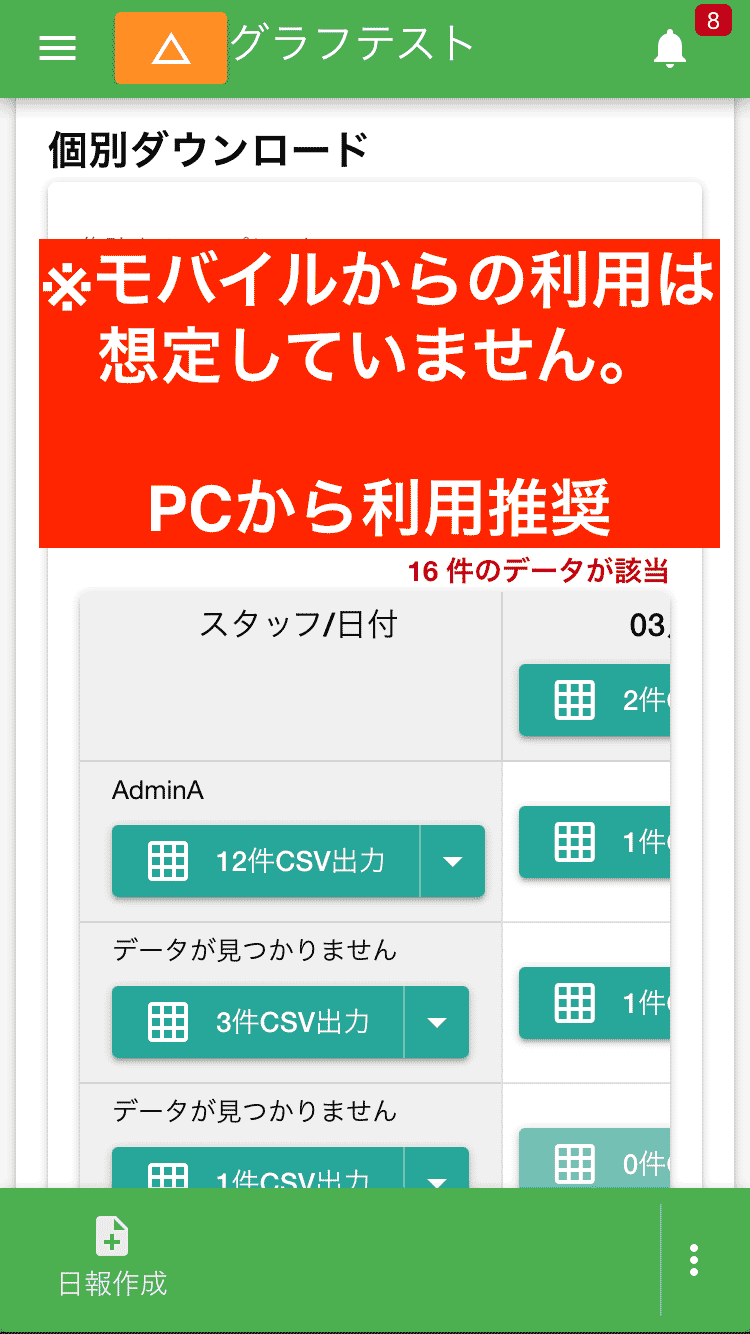 グラフテスト
8
個別ダウンロード
※モバイルからの利用は
想定していません。
PCから利用推奨
16 件のデータが該当
スタッフ/日付
03
2件
AdminA
12件CSV出力
1件
データが見つかりません
3件CSV出力
1件
データが見つかりません
1件CSV出力
0件
日報作成